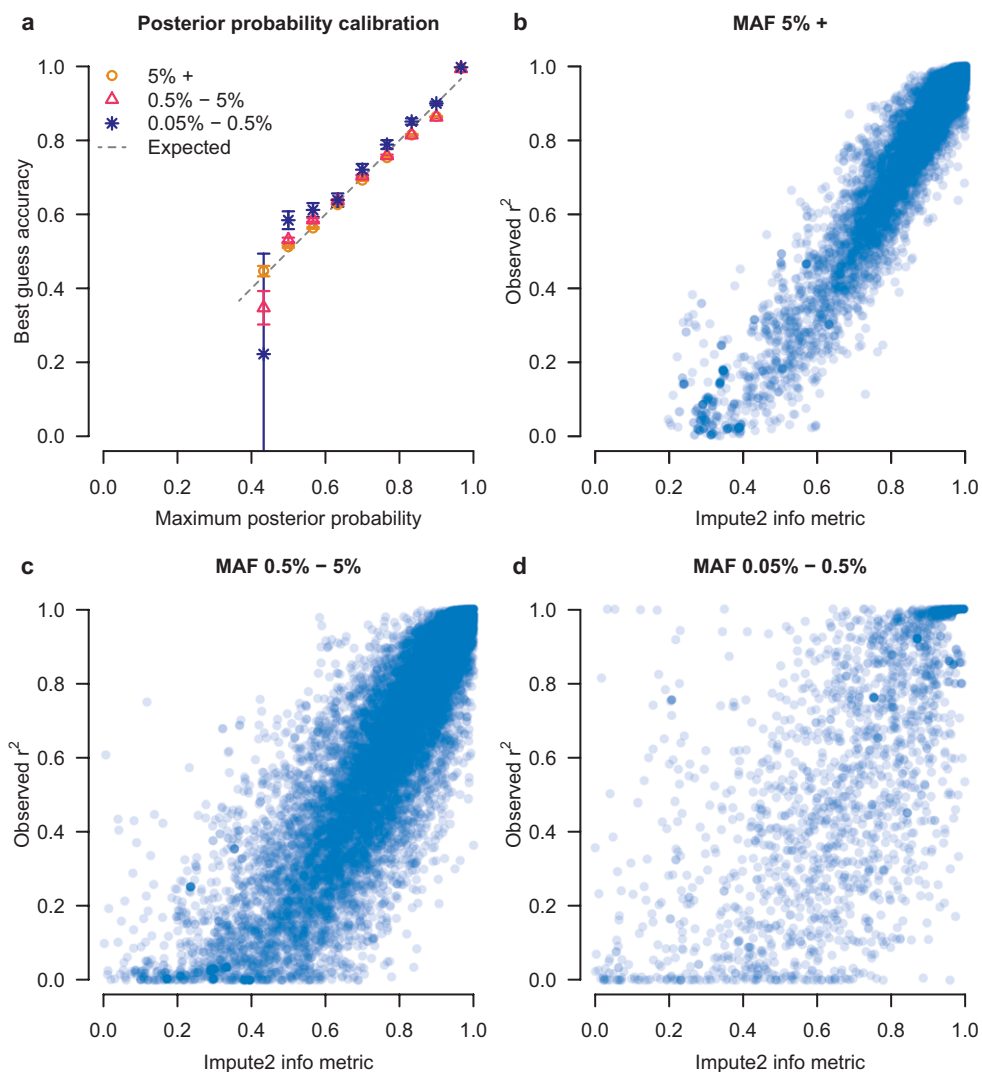 a
Posterior probability calibration
5% +
0.5% − 5%
0.05% − 0.5%
Expected
1.0
0.8
0.6
0.4
0.2
0.0
Best guess accuracy
0.0 0.2 0.4 0.6 0.8 1.0
Maximum posterior probability
b
MAF 5% +
1.0
0.8
0.6
0.4
0.2
0.0
Observed r²
0.0 0.2 0.4 0.6 0.8 1.0
Impute2 info metric
c
MAF 0.5% − 5%
1.0
0.8
0.6
0.4
0.2
0.0
Observed r²
0.0 0.2 0.4 0.6 0.8 1.0
Impute2 info metric
d
MAF 0.05% − 0.5%
1.0
0.8
0.6
0.4
0.2
0.0
Observed r²
0.0 0.2 0.4 0.6 0.8 1.0
Impute2 info metric